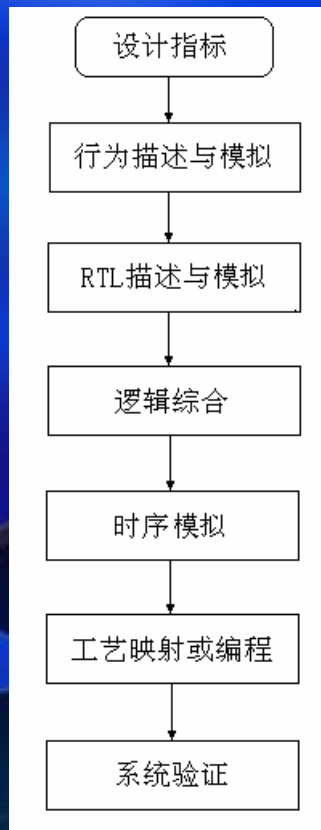 设计指标
行为描述与模拟
RTL描述与模拟
逻辑综合
时序模拟
工艺映射或编程
系统验证